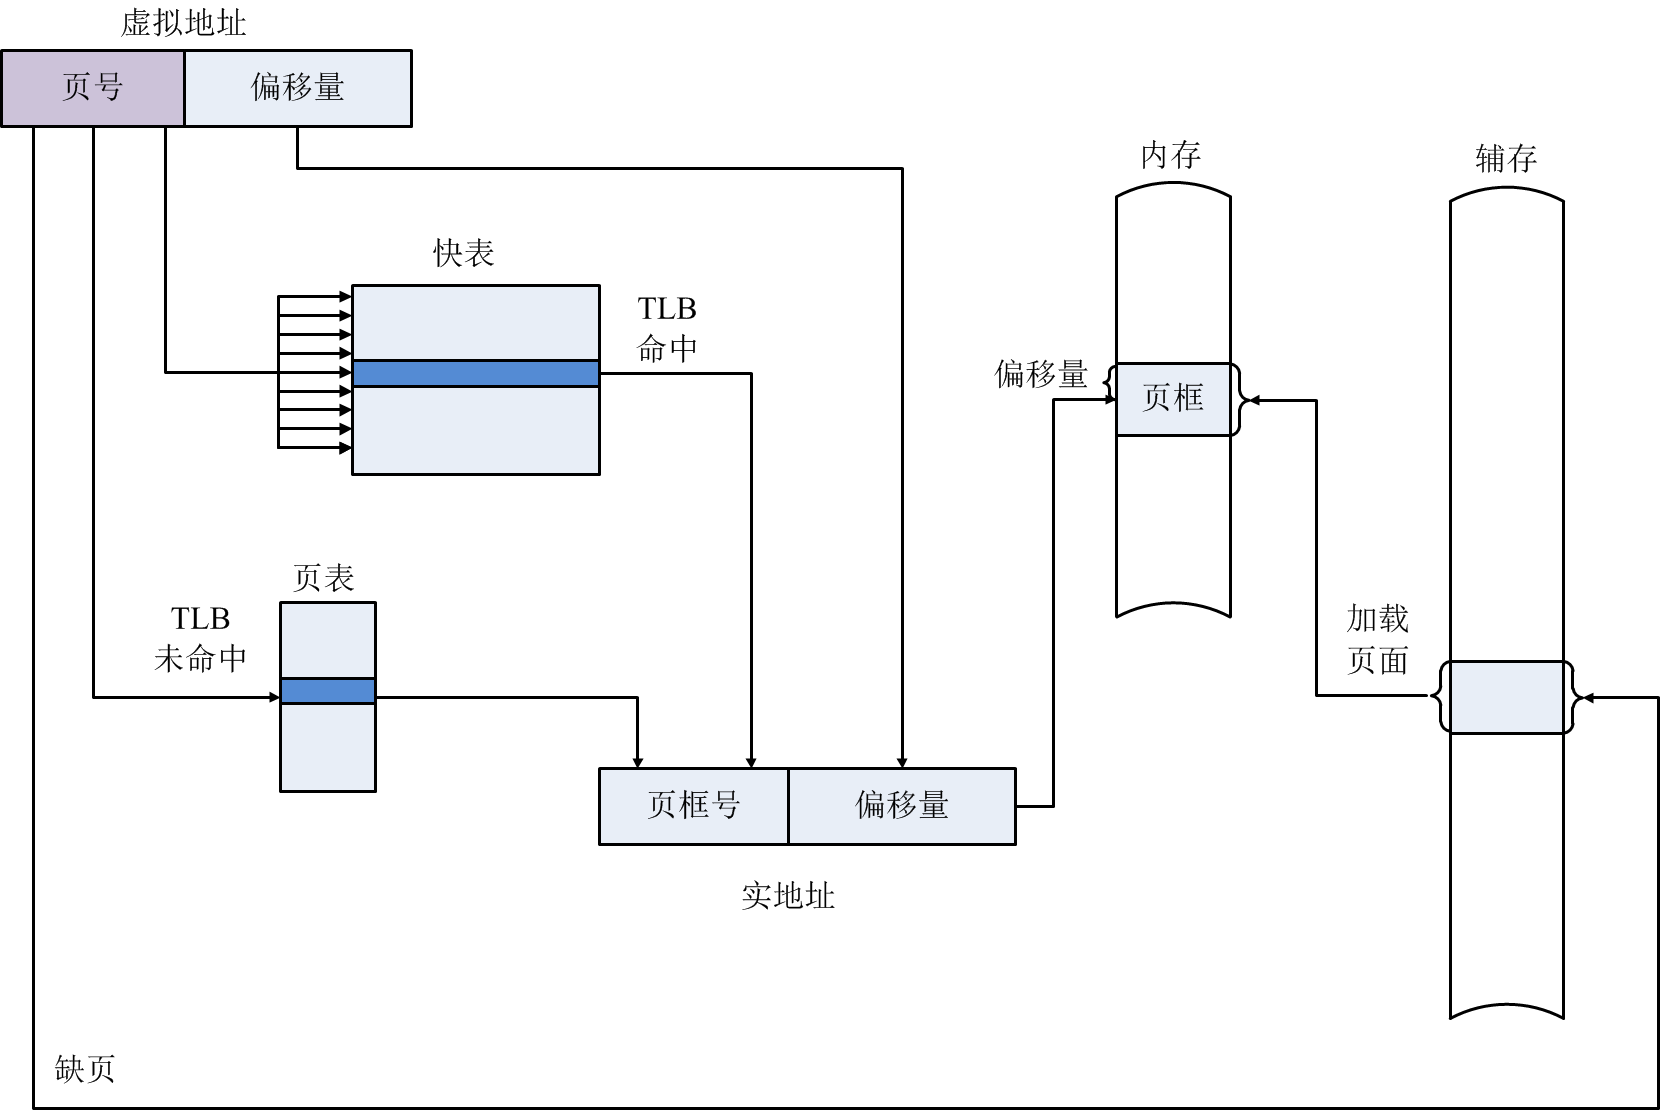 虚拟地址
页号
偏移量
内存
辅存
快表
TLB
命中
偏移量
页框
页表
TLB
未命中
加载
页面
页框号
偏移量
实地址
缺页